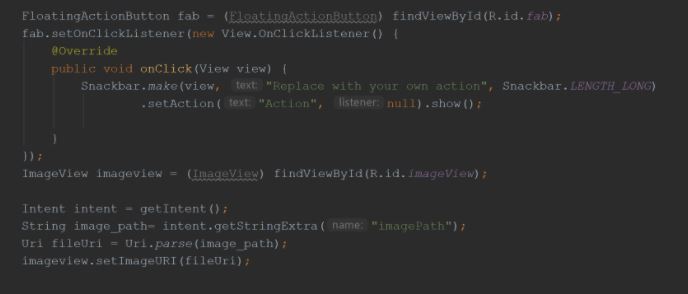 FloatingActionButton fab = (FloatingActionButton) findViewById(R.id.fab);
fab.setOnClickListener(new View.OnClickListener() {
@Override
public void onClick(View view) {
Snackbar.make(view, text: "Replace with your own action", Snackbar.LENGTH_LONG)
.setAction( text: "Action", listener: null).show();
}
});
ImageView imageview = (ImageView) findViewById(R.id.imageView);
Intent intent = getIntent();
String image_path= intent.getStringExtra( name: "imagePath");
Uri fileUri = Uri.parse(image_path);
imageview.setImageURI(fileUri);